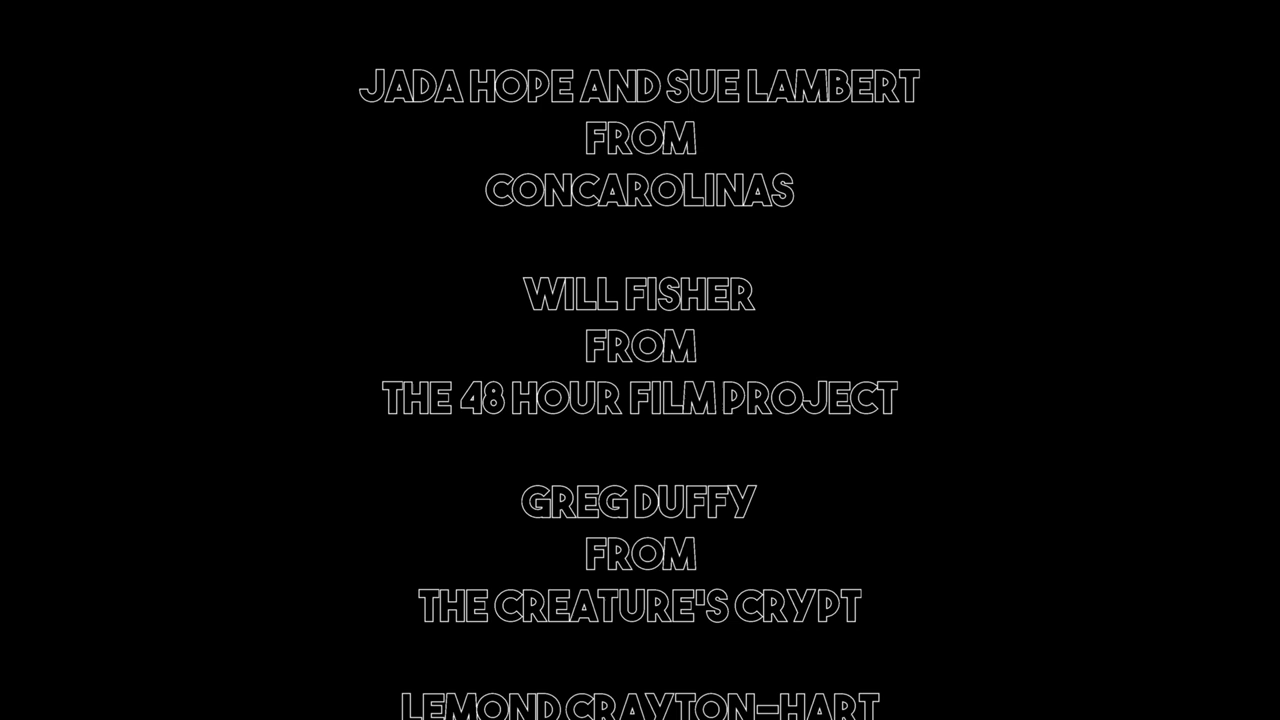 JADA HOPE AND SUE LAMBERT
FROM
CONCAROLINAS
WILL FISHER
FROM
THE 48 HOUR FILM PROJECT
GREG DUFFY
FROM
THE CREATURE'S CRYPT
LEMOND CRAYTON-HART